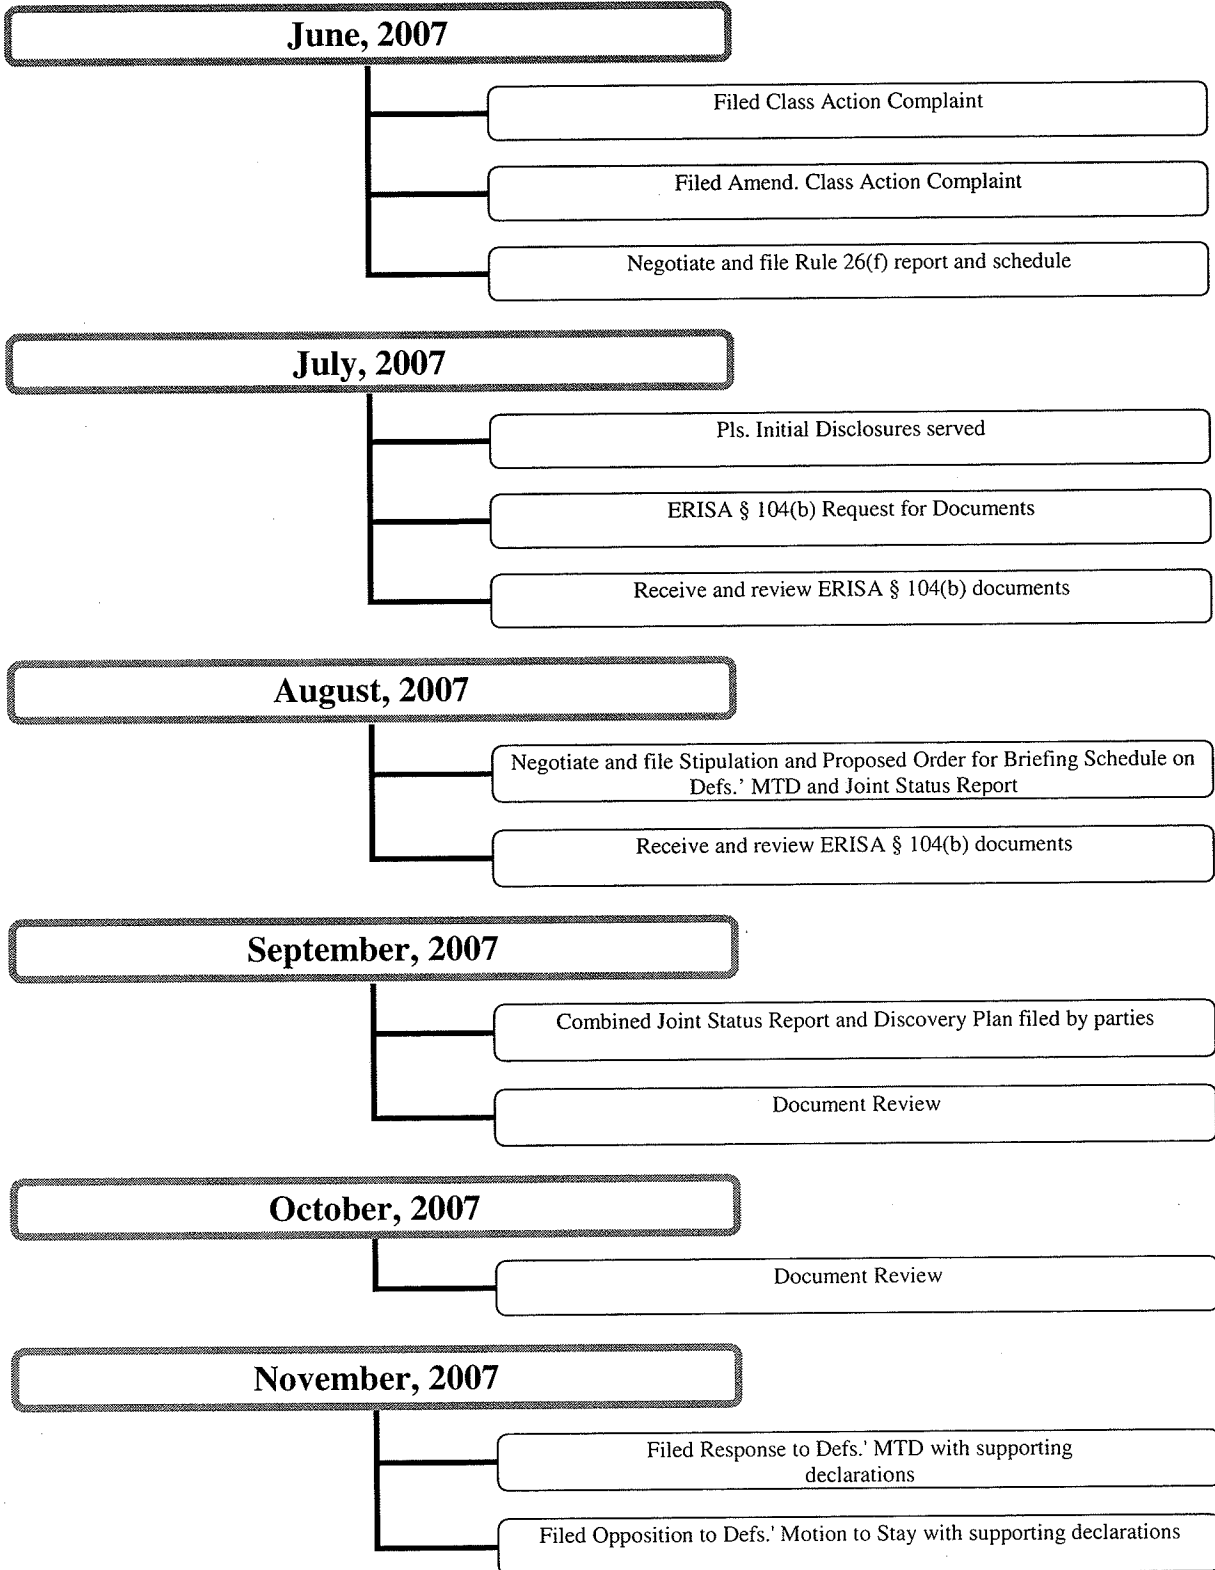 June, 2007
Filed Class Action Complaint
Filed Amend. Class Action Complaint
Negotiate and file Rule 26(f) report and schedule
July, 2007
Pls. Initial Disclosures served
ERISA § 104(b) Request for Documents
Receive and review ERISA § 104(b) documents
August, 2007
Negotiate and file Stipulation and Proposed Order for Briefing Schedule on
Defs.' MTD and Joint Status Report
Receive and review ERISA § 104(b) documents
September, 2007
Combined Joint Status Report and Discovery Plan filed by parties
Document Review
October, 2007
Document Review
November, 2007
Filed Response to Defs.' MTD with supporting
declarations
Filed Opposition to Defs.' Motion to Stay with supporting declarations